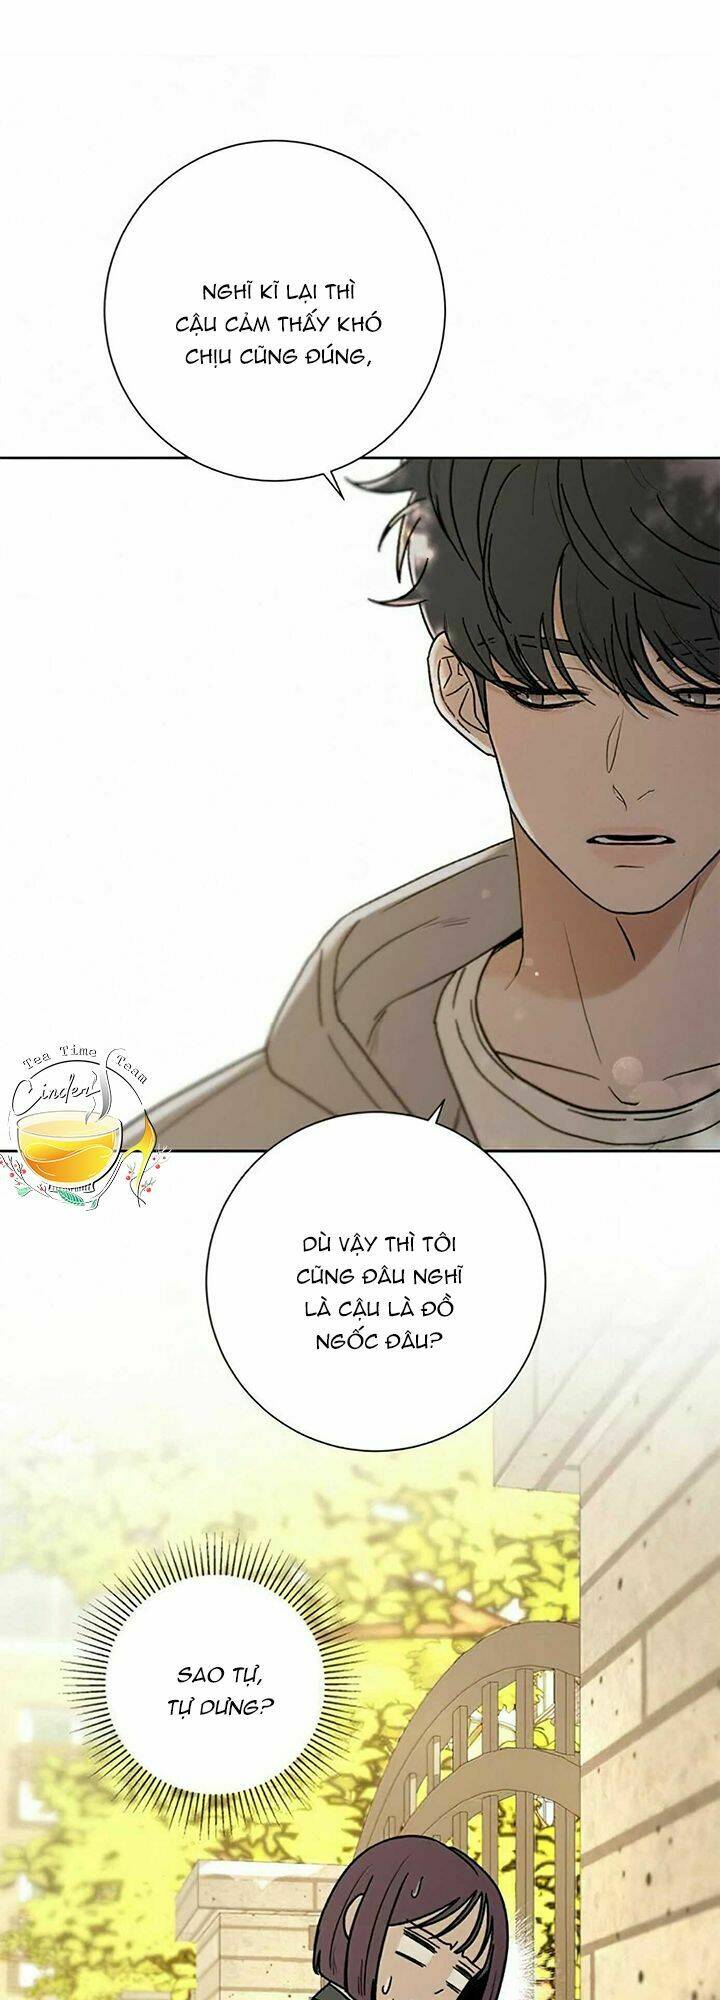 NGHĨ KĨ LẠI THÌ
CẬU CẢM THẤY KHÓ
CHỊU CŨNG ĐÚNG,
Tea Time Team
Cinder
DÙ VẬY THÌ TÔI
CŨNG ĐÂU NGHĨ
LÀ CẬU LÀ ĐỒ
NGỐC ĐÂU?
SAO TỰ,
TỰ DƯNG?